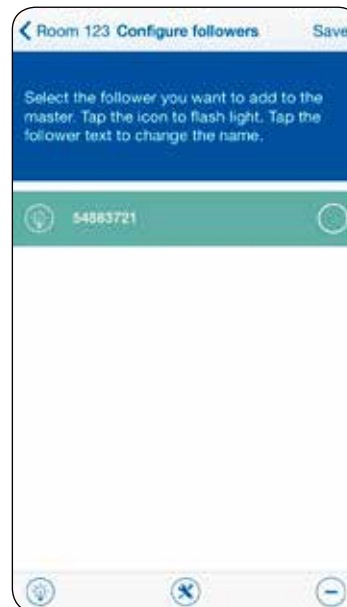 Room 123 Configure followers Save
Select the follower you want to add to the
master. Tap the icon to flash light. Tap the
follower text to change the name.
54883721